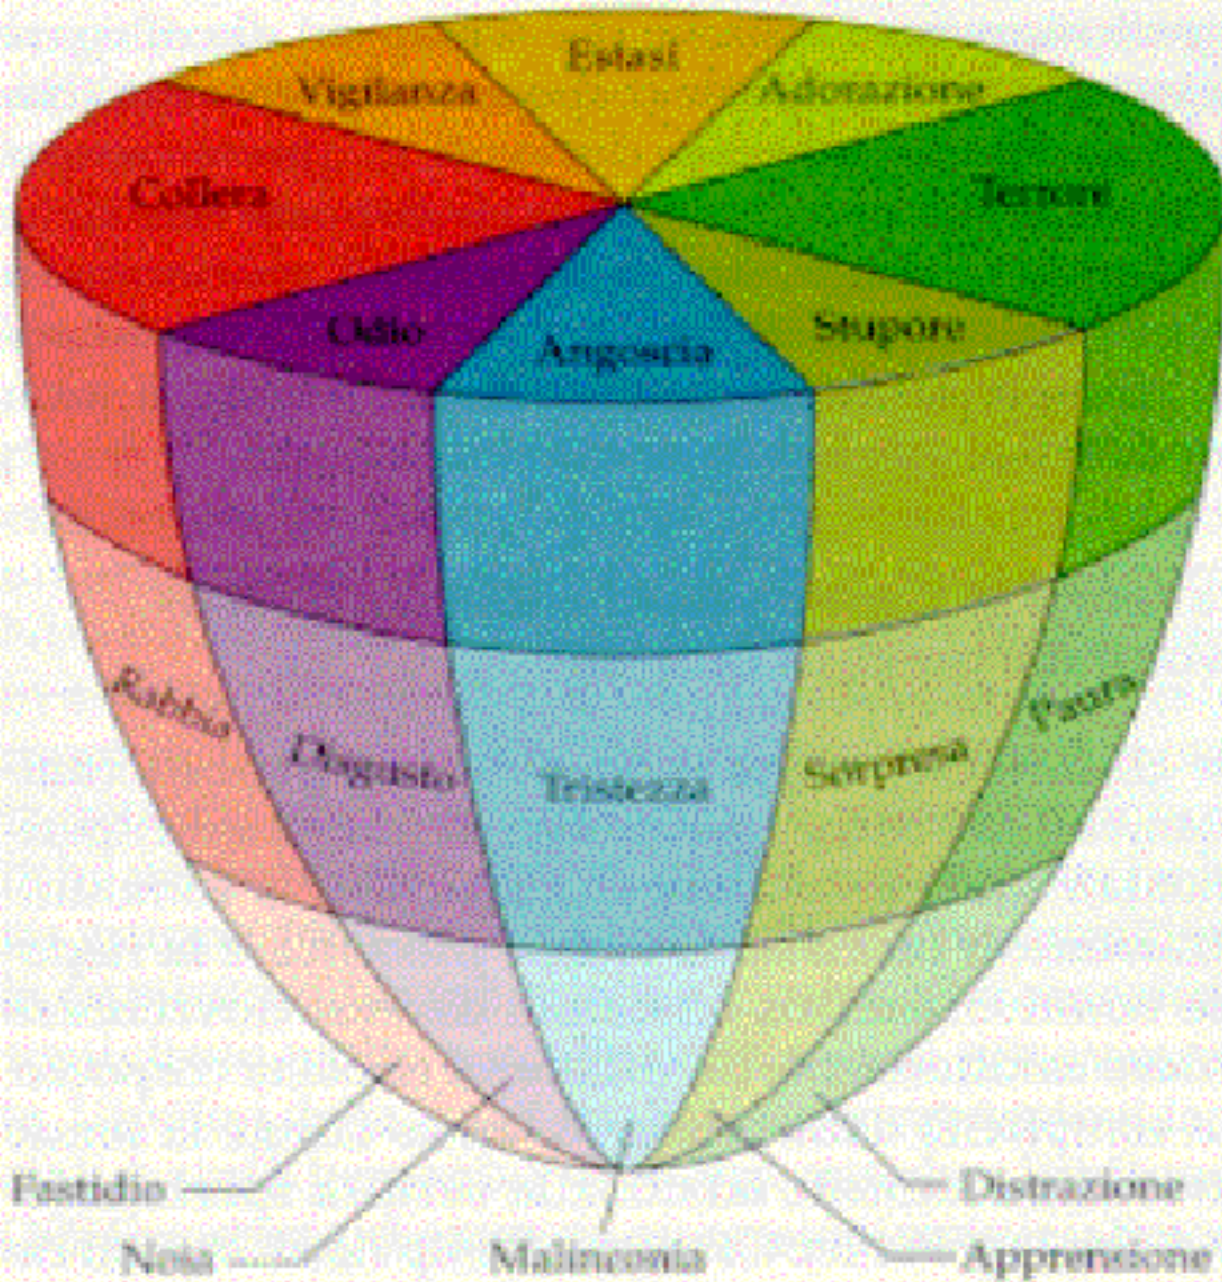 Estasi
Vigilanza
Adorazione
Collera
Terrore
Odio
Angoscia
Stupore
Rabbia
Disgusto
Tristezza
Sorpresa
Paura
Fastidio
Distrazione
Noia
Malinconia
Apprensione